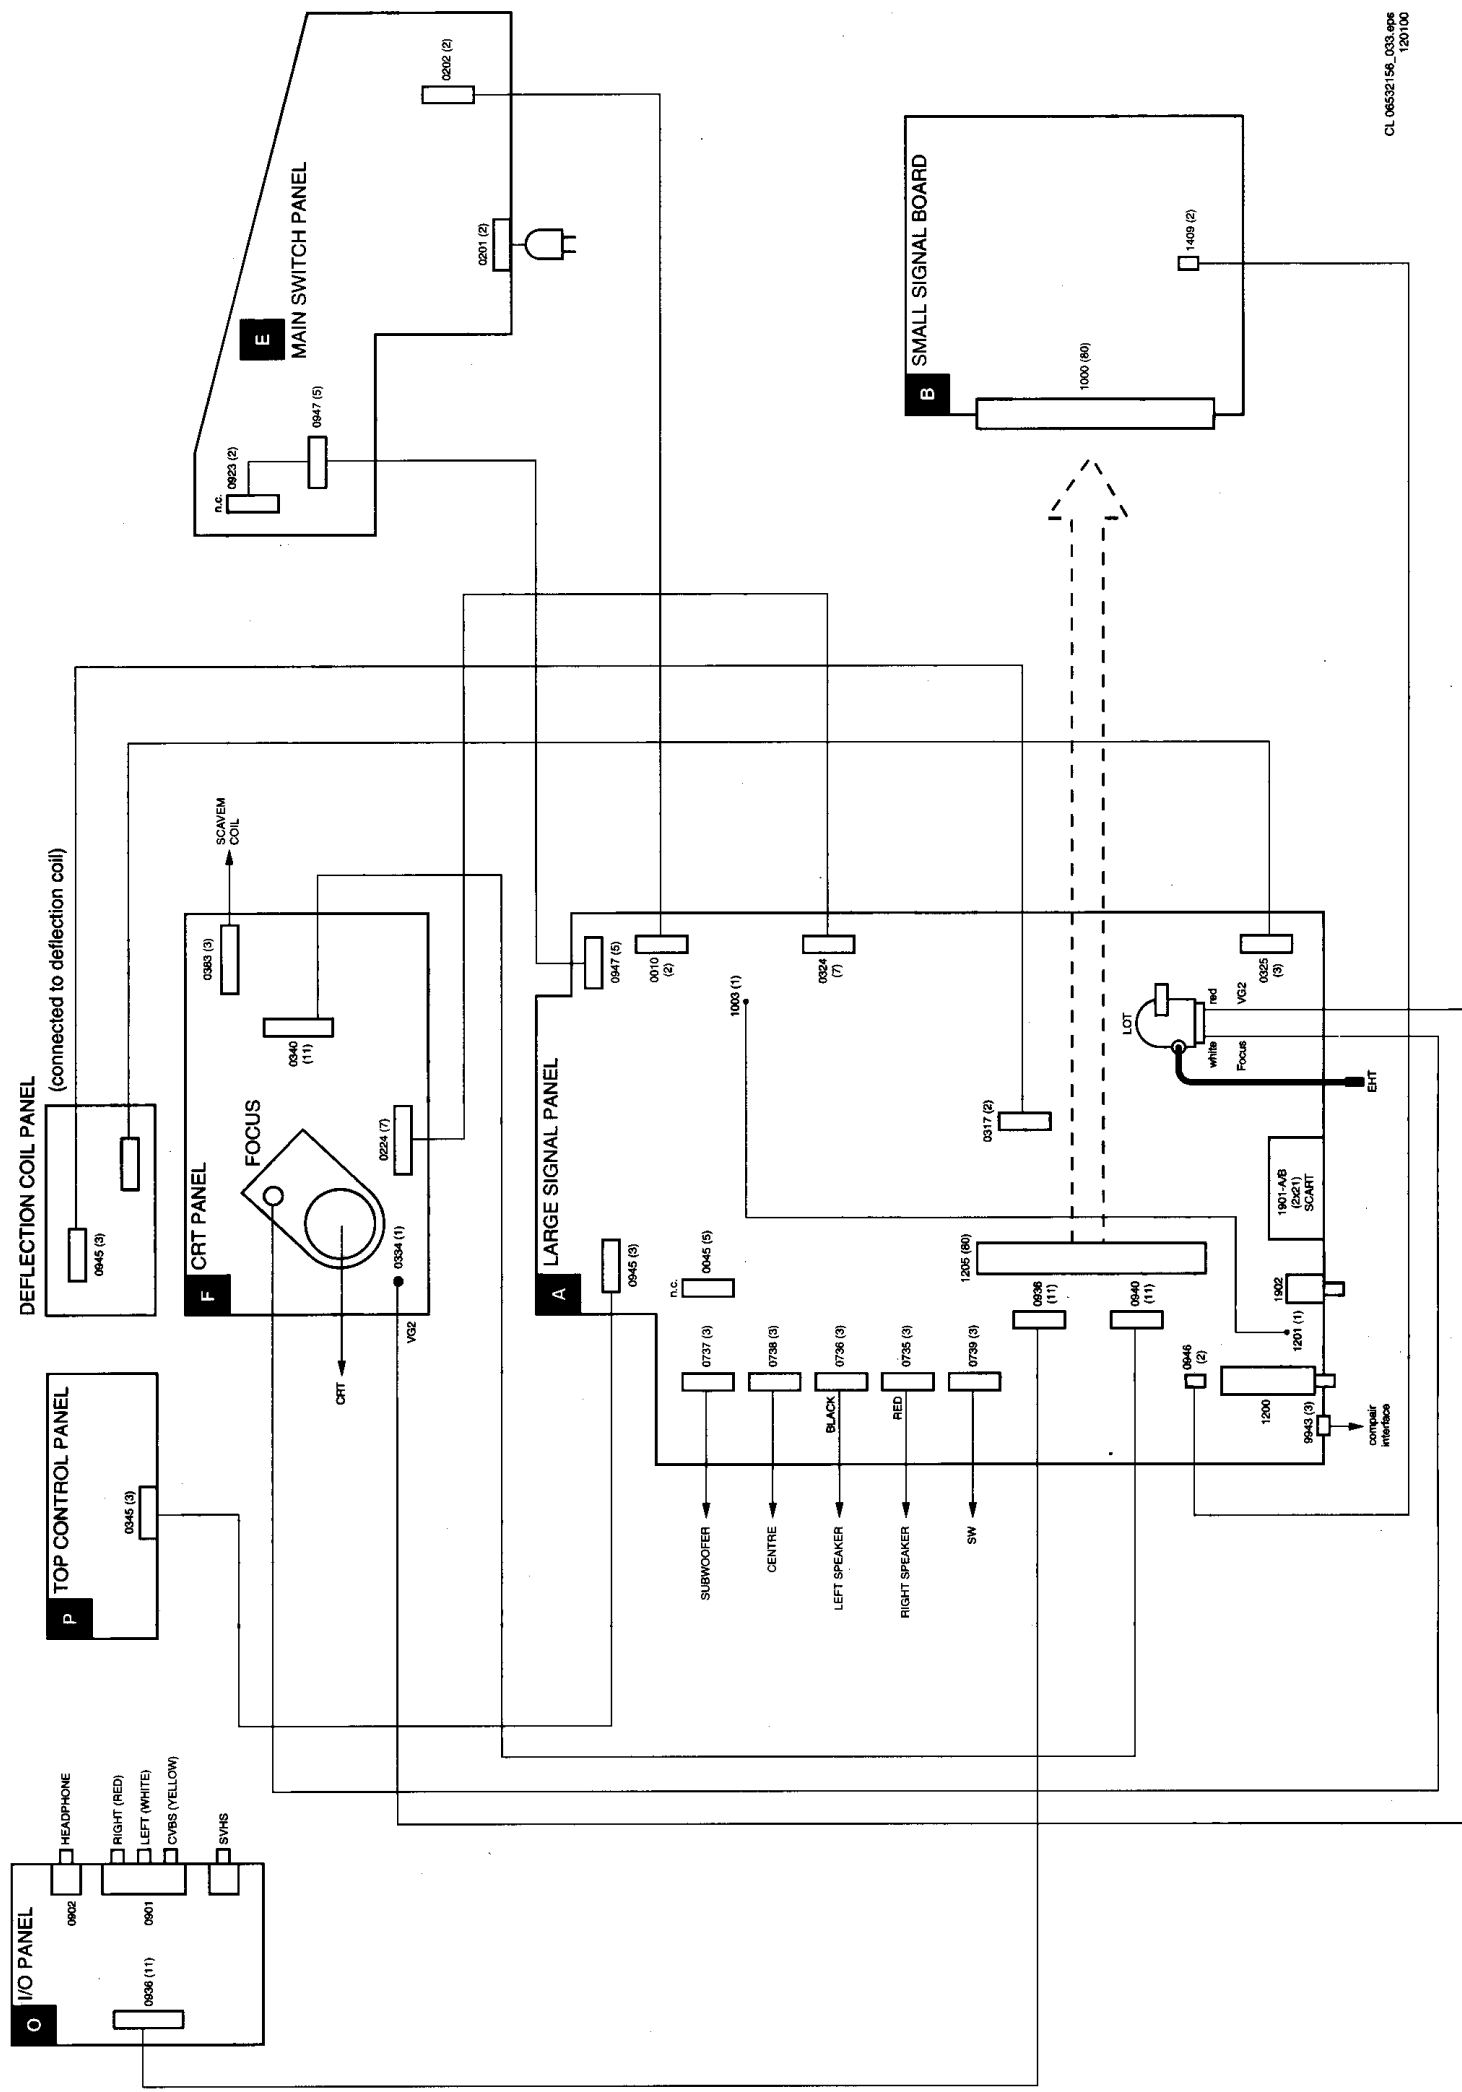 O
I/O PANEL
0936 (11)
0902
HEADPHONE
0901
RIGHT (RED)
LEFT (WHITE)
CVBS (YELLOW)
SVHS
P
TOP CONTROL PANEL
0345 (3)
DEFLECTION COIL PANEL
(connected to deflection coil)
0945 (3)
F
CRT PANEL
FOCUS
0383 (3)
SCAVEM
COIL
0340
(11)
0224 (7)
0334 (1)
VG2
CRT
E
MAIN SWITCH PANEL
n.c.
0923 (2)
0947 (5)
0201 (2)
0202 (2)
A
LARGE SIGNAL PANEL
0945 (3)
0947 (5)
0010
(2)
1003 (1)
0324
(7)
n.c.
0045 (5)
0737 (3)
SUBWOOFER
0738 (3)
CENTRE
0736 (3)
BLACK
LEFT SPEAKER
0735 (3)
RED
RIGHT SPEAKER
0739 (3)
SW
1205 (80)
0936
(11)
0940
(11)
0317 (2)
LOT
white
red
Focus
VG2
0325
(3)
EHT
1901-A/B
(2x21)
SCART
1902
1201 (1)
0946
(2)
1200
9943 (3)
compair
interface
B
SMALL SIGNAL BOARD
1000 (80)
1409 (2)
CL 06532156_033.eps
120100